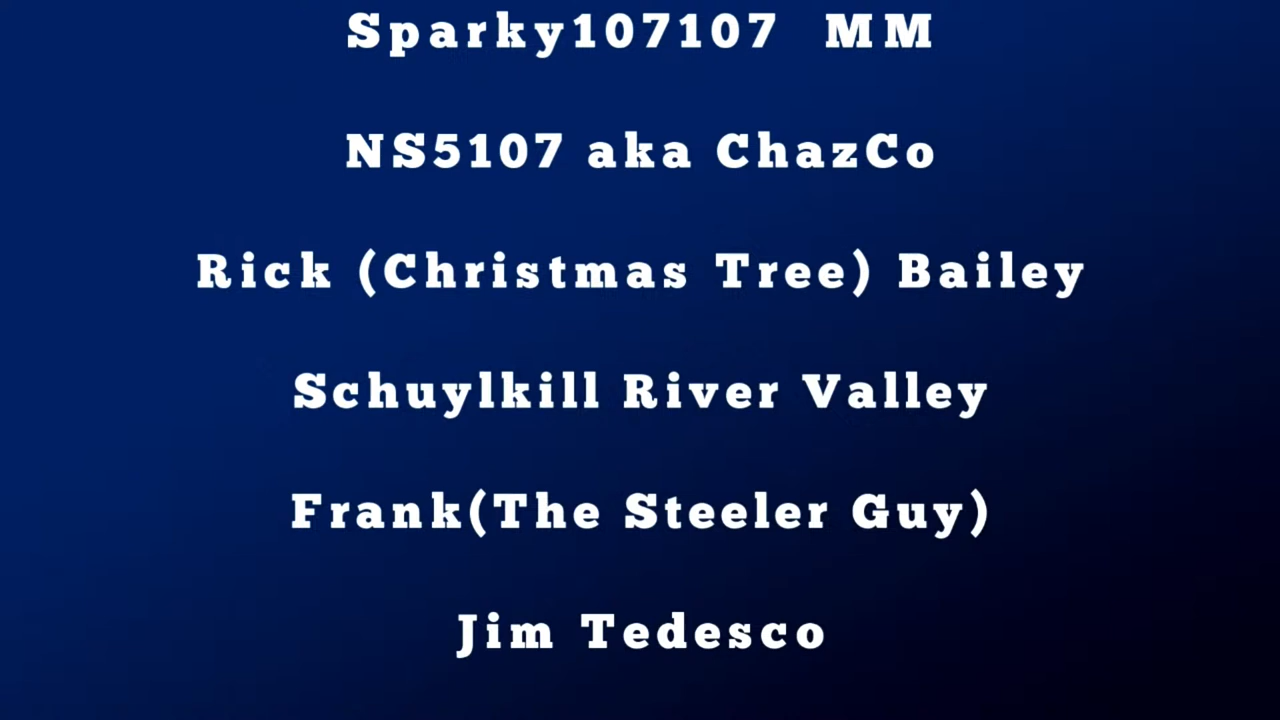 Sparky107107 MM
NS5107 aka ChazCo
Rick (Christmas Tree) Bailey
Schuylkill River Valley
Frank(The Steeler Guy)
Jim Tedesco